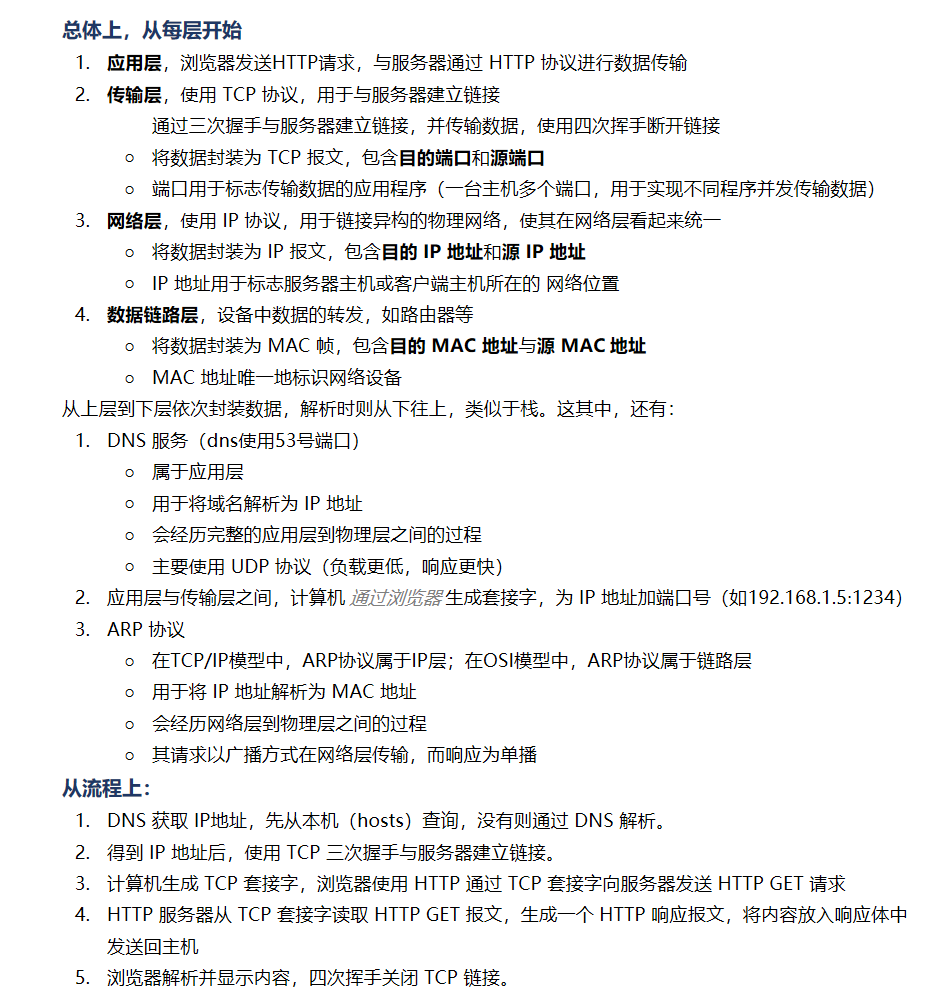 总体上，从每层开始
1. 应用层，浏览器发送HTTP请求，与服务器通过 HTTP 协议进行数据传输
2. 传输层，使用 TCP 协议，用于与服务器建立链接
通过三次握手与服务器建立链接，并传输数据，使用四次挥手断开链接
○ 将数据封装为 TCP 报文，包含目的端口和源端口
○ 端口用于标志传输数据的应用程序（一台主机多个端口，用于实现不同程序并发传输数据）
3. 网络层，使用 IP 协议，用于链接异构的物理网络，使其在网络层看起来统一
○ 将数据封装为 IP 报文，包含目的 IP 地址和源 IP 地址
○ IP 地址用于标志服务器主机或客户端主机所在的 网络位置
4. 数据链路层，设备中数据的转发，如路由器等
○ 将数据封装为 MAC 帧，包含目的 MAC 地址与源 MAC 地址
○ MAC 地址唯一地标识网络设备
从上层到下层依次封装数据，解析时则从下往上，类似于栈。这其中，还有：
1. DNS 服务（dns使用53号端口）
○ 属于应用层
○ 用于将域名解析为 IP 地址
○ 会经历完整的应用层到物理层之间的过程
○ 主要使用 UDP 协议（负载更低，响应更快）
2. 应用层与传输层之间，计算机 通过浏览器 生成套接字，为 IP 地址加端口号（如192.168.1.5:1234）
3. ARP 协议
○ 在TCP/IP模型中，ARP协议属于IP层；在OSI模型中，ARP协议属于链路层
○ 用于将 IP 地址解析为 MAC 地址
○ 会经历网络层到物理层之间的过程
○ 其请求以广播方式在网络层传输，而响应为单播
从流程上：
1. DNS 获取 IP地址，先从本机（hosts）查询，没有则通过 DNS 解析。
2. 得到 IP 地址后，使用 TCP 三次握手与服务器建立链接。
3. 计算机生成 TCP 套接字，浏览器使用 HTTP 通过 TCP 套接字向服务器发送 HTTP GET 请求
4. HTTP 服务器从 TCP 套接字读取 HTTP GET 报文，生成一个 HTTP 响应报文，将内容放入响应体中
发送回主机
5. 浏览器解析并显示内容，四次挥手关闭 TCP 链接。